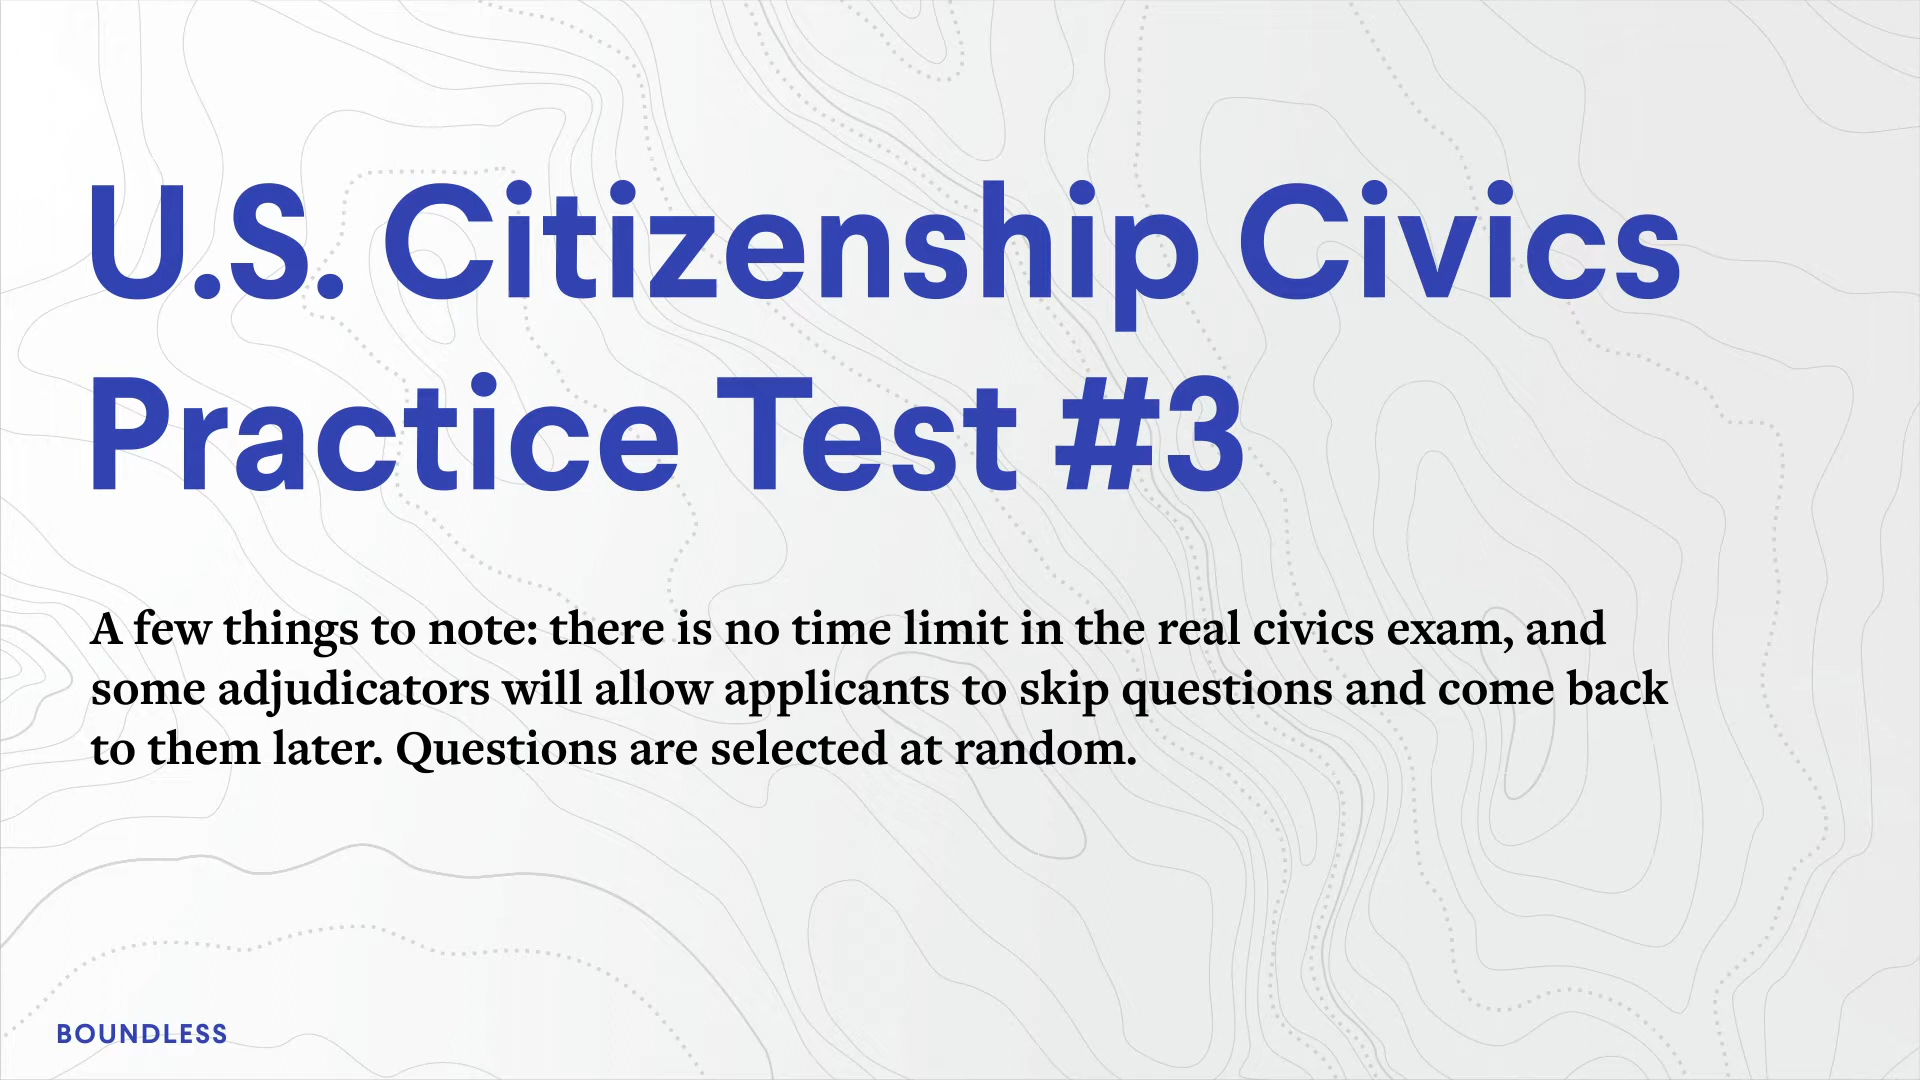 U.S. Citizenship Civics
Practice Test #3
A few things to note: there is no time limit in the real civics exam, and
some adjudicators will allow applicants to skip questions and come back
to them later. Questions are selected at random.
BOUNDLESS